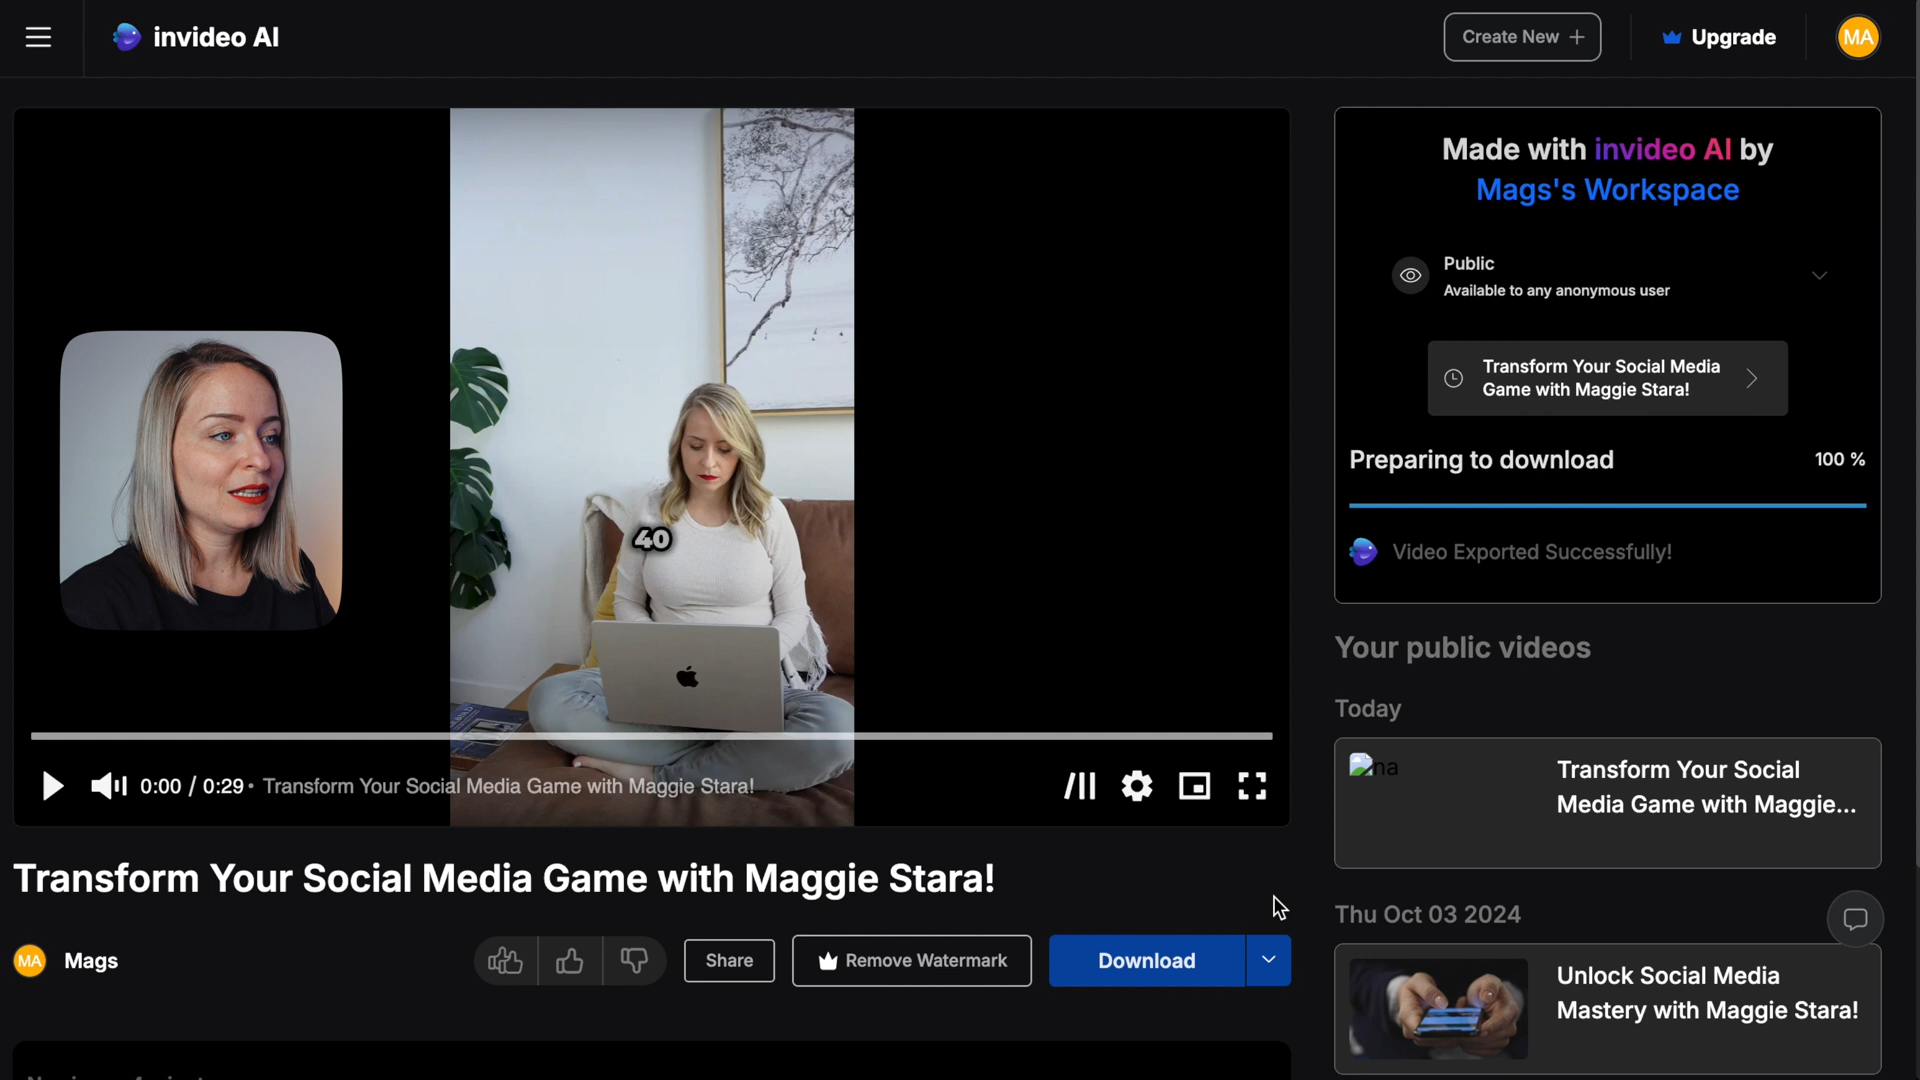 invideo AI
Create New +
Upgrade
MA
Made with invideo AI by
Mags's Workspace
Public
Available to any anonymous user
Transform Your Social Media
Game with Maggie Stara!
Preparing to download
100 %
Video Exported Successfully!
40
0:00 / 0:29 • Transform Your Social Media Game with Maggie Stara!
Your public videos
Today
na
Transform Your Social
Media Game with Maggie...
Transform Your Social Media Game with Maggie Stara!
Thu Oct 03 2024
MA
Mags
Share
Remove Watermark
Download
Unlock Social Media
Mastery with Maggie Stara!